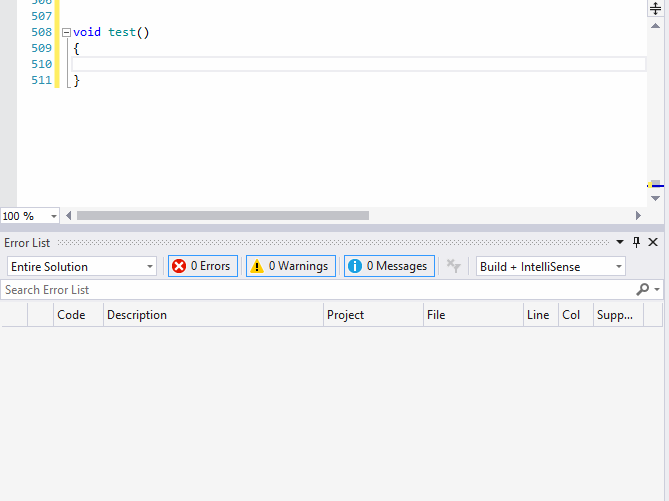 507
508 void test()
509 {
510
511 }
100 %
Error List
Entire Solution 0 Errors 0 Warnings 0 Messages Build + IntelliSense
Search Error List
Code Description Project File Line Col Supp...